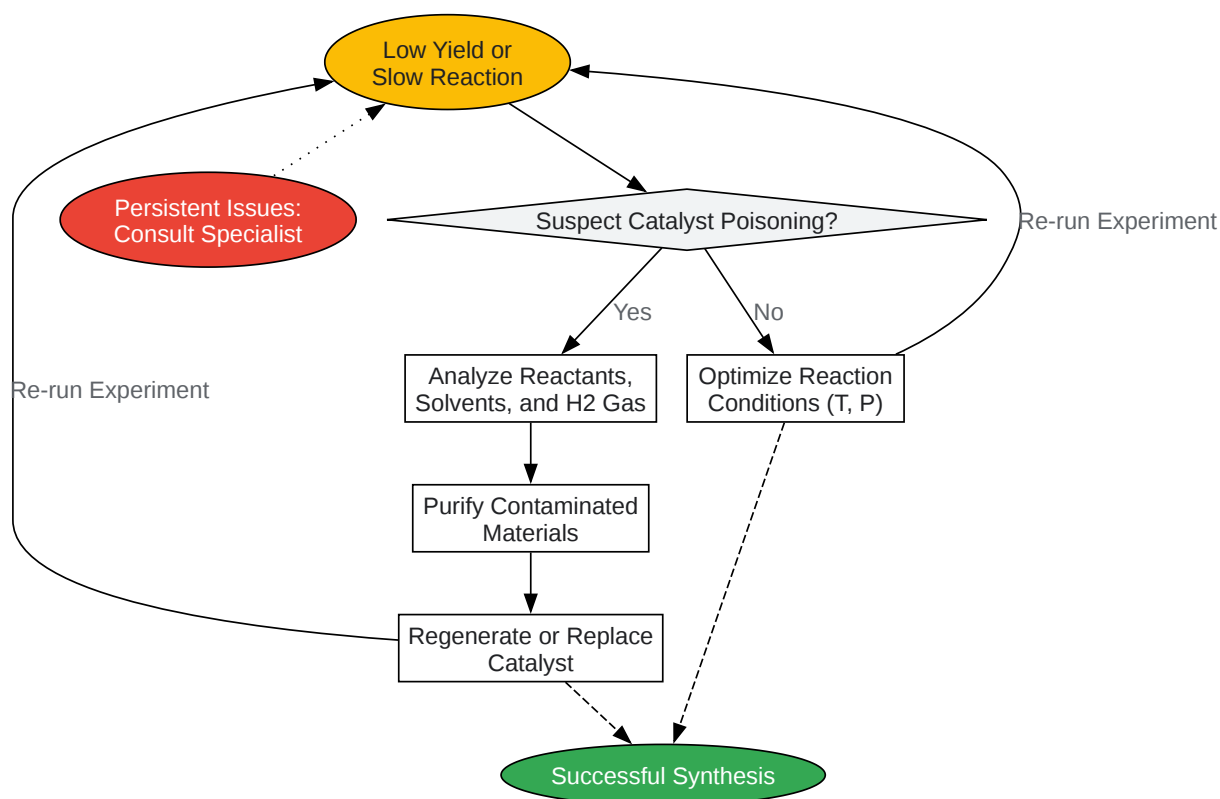 Low Yield or
Slow Reaction
Persistent Issues:
Consult Specialist
Suspect Catalyst Poisoning?
Re-run Experiment
Yes
No
Re-run Experiment
Analyze Reactants,
Solvents, and H2 Gas
Optimize Reaction
Conditions (T, P)
Purify Contaminated
Materials
Regenerate or Replace
Catalyst
Successful Synthesis